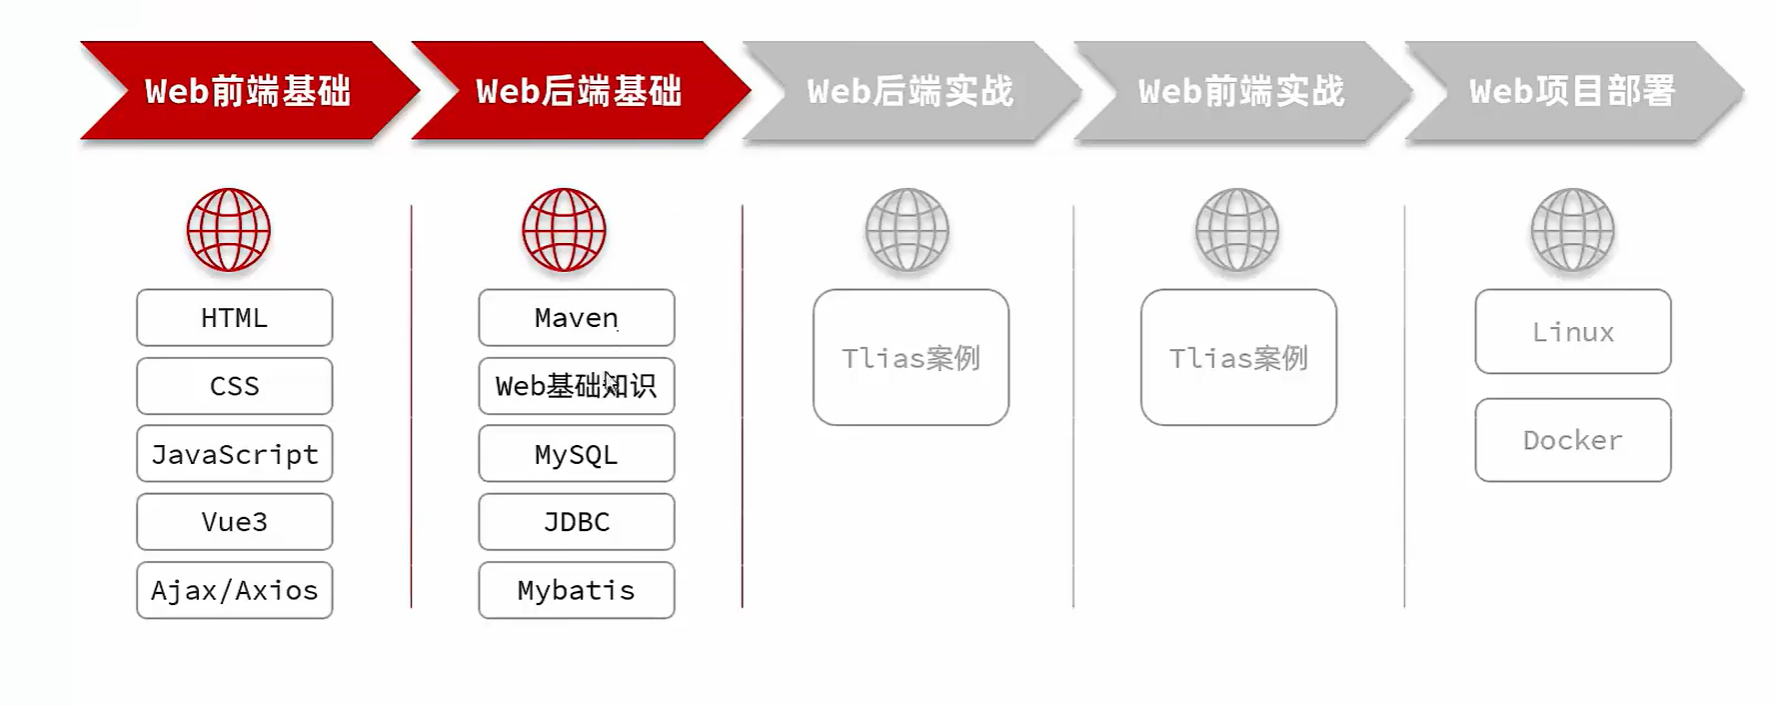 Web前端基础
Web后端基础
Web后端实战
Web前端实战
Web项目部署
HTML
CSS
JavaScript
Vue3
Ajax/Axios
Maven
Web基础知识
MySQL
JDBC
Mybatis
Tlias案例
Tlias案例
Linux
Docker